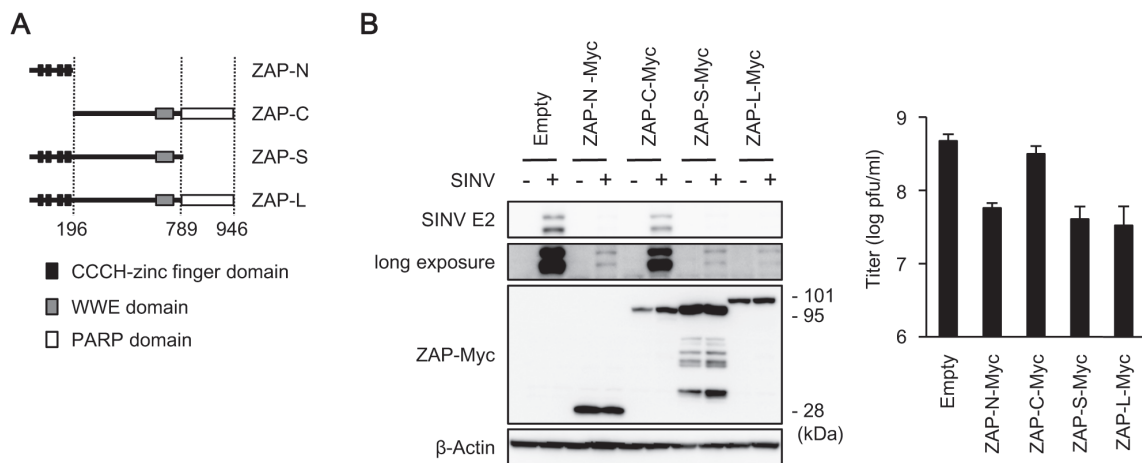 A
ZAP-N
ZAP-C
ZAP-S
ZAP-L
196 789 946
CCCH-zinc finger domain
WWE domain
PARP domain
B
Empty
ZAP-N -Myc
ZAP-C-Myc
ZAP-S-Myc
ZAP-L-Myc
SINV - + - + - + - + - +
SINV E2
long exposure
ZAP-Myc
- 101
- 95
- 28
(kDa)
β-Actin
Titer (log pfu/ml)
9
8
7
6
Empty
ZAP-N-Myc
ZAP-C-Myc
ZAP-S-Myc
ZAP-L-Myc